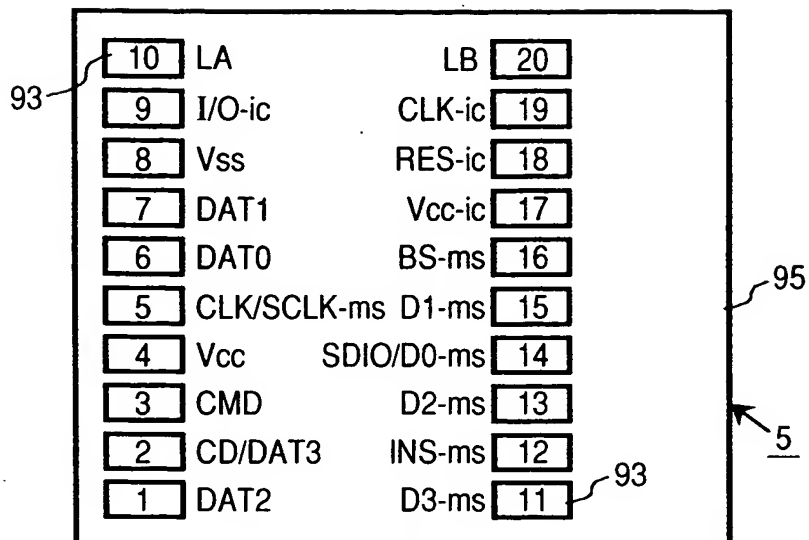 10 LA LB 20
93
9 I/O-ic CLK-ic 19
8 Vss RES-ic 18
7 DAT1 Vcc-ic 17
6 DAT0 BS-ms 16
95
5 CLK/SCLK-ms D1-ms 15
4 Vcc SDIO/D0-ms 14
3 CMD D2-ms 13
5
2 CD/DAT3 INS-ms 12
93
1 DAT2 D3-ms 11